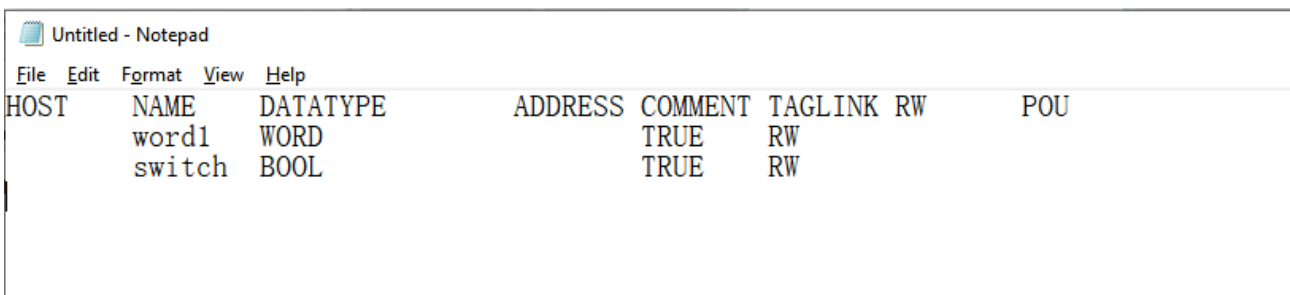 Untitled - Notepad
File Edit Format View Help
HOST NAME DATATYPE ADDRESS COMMENT TAGLINK RW POU
word1 WORD TRUE RW
switch BOOL TRUE RW